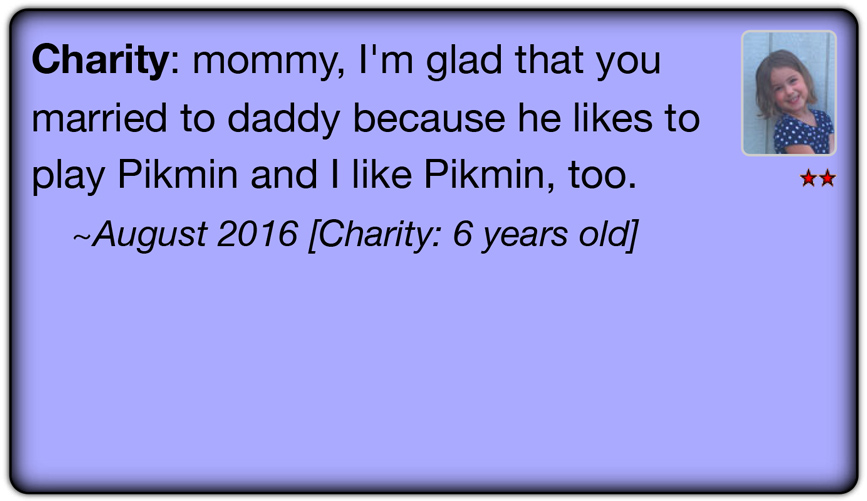 Charity: mommy, I'm glad that you
married to daddy because he likes to
play Pikmin and I like Pikmin, too.
~August 2016 [Charity: 6 years old]